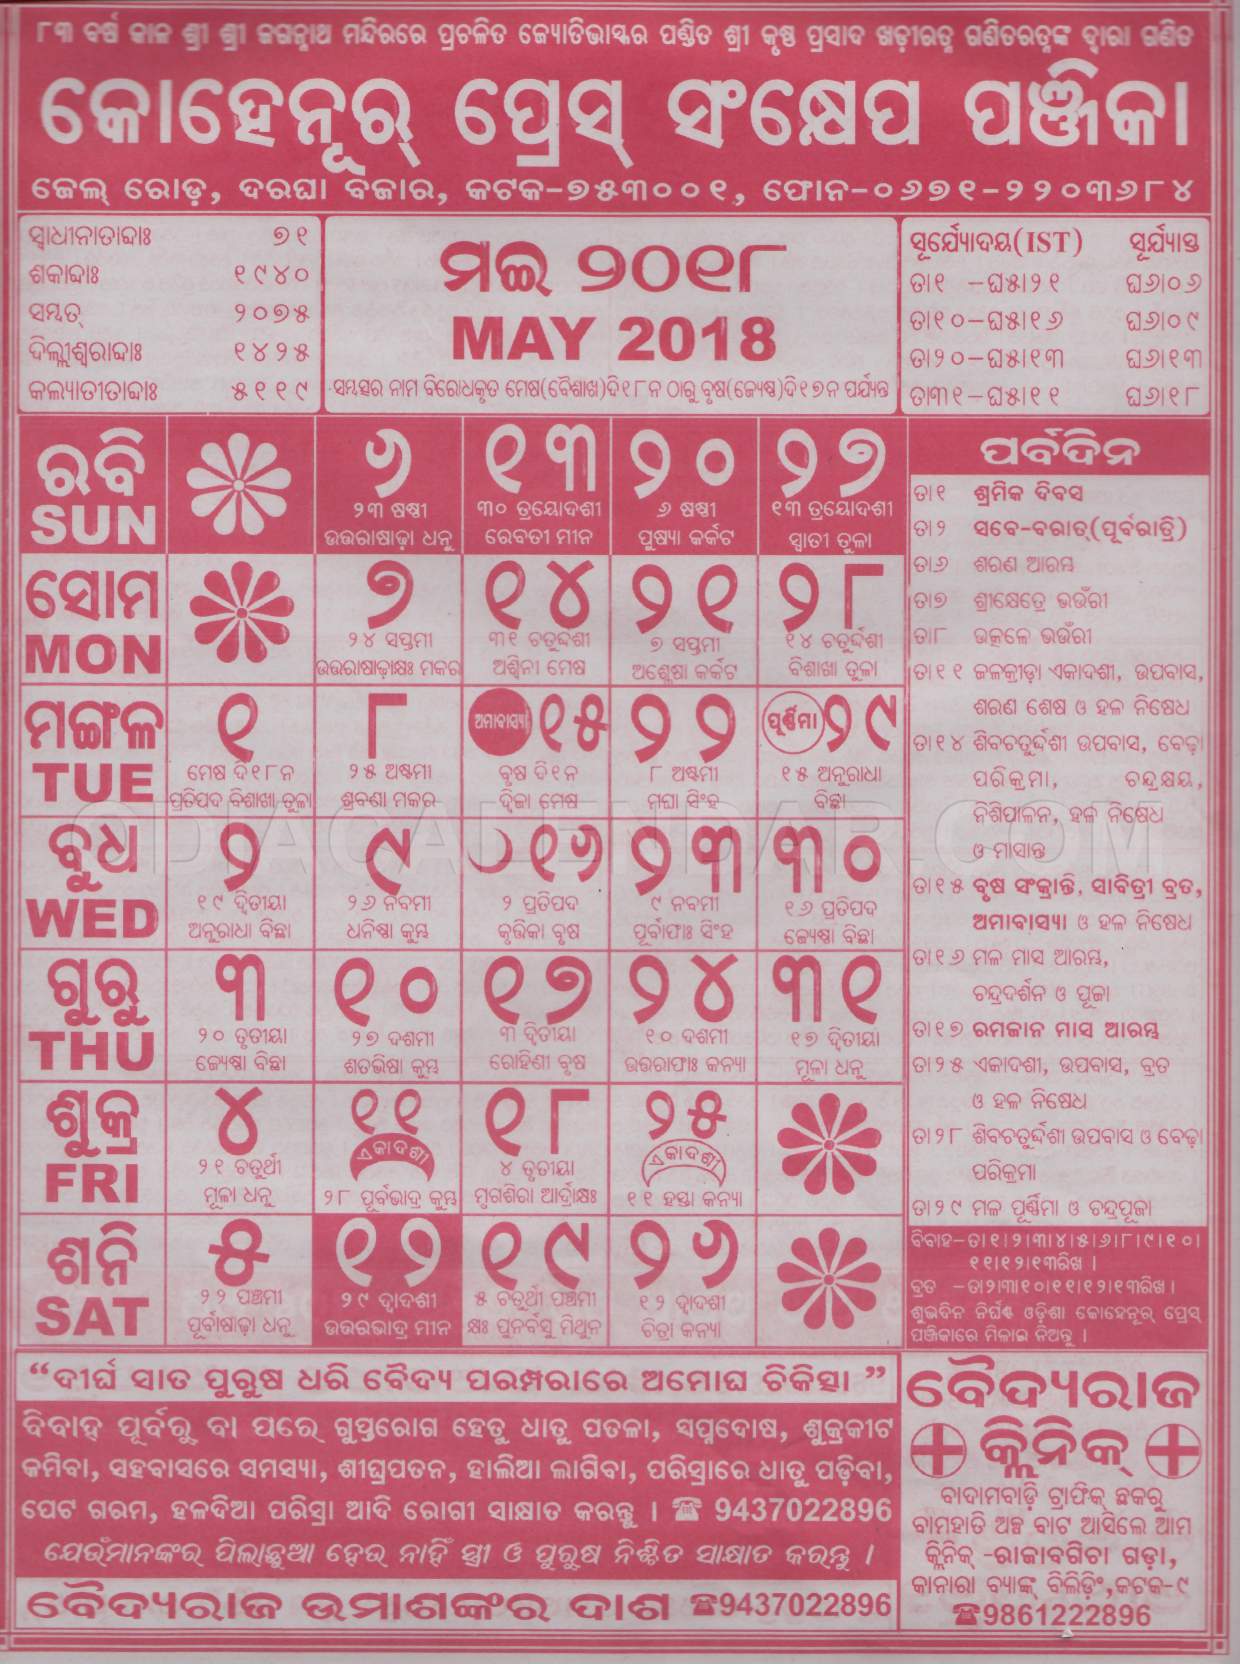 ୮୩ ବର୍ଷ କାଳ ଶ୍ରୀ ଶ୍ରୀ ଜଗନ୍ନାଥ ମନ୍ଦିରରେ ପ୍ରଚଳିତ ଜ୍ୟୋତିଭାସ୍କର ପଣ୍ଡିତ ଶ୍ରୀ କୃଷ୍ଣ ପ୍ରସାଦ ଖଡ଼ୀରତ୍ନ ଗଣିତରତ୍ନଙ୍କ ଦ୍ୱାରା ଗଣିତ
କୋହେନୂର୍ ପ୍ରେସ୍ ସଂକ୍ଷେପ ପଞ୍ଜିକା
ଜେଲ୍ ରୋଡ଼, ଦରଘା ବଜାର, କଟକ-୭୫୩୦୦୧, ଫୋନ-୦୬୭୧-୨୨୦୩୬୮୪
ସ୍ୱାଧୀନାତାବ୍ଦାଃ ୭୧
ଶକାବ୍ଦାଃ ୧୯୪୦
ସମ୍ଭତ୍ ୨୦୭୫
ଦିଲ୍ଲୀଶ୍ୱରାବ୍ଦାଃ ୧୪୨୫
କଲ୍ୟାତୀତାବ୍ଦାଃ ୫୧୧୯
ମଇ ୨୦୧୮
MAY 2018
ସମ୍ଭତ୍ସର ନାମ ବିରୋଧକୃତ ମେଷ(ବୈଶାଖ)ଦି୧୮ନ ଠାରୁ ବୃଷ(ଜ୍ୟେଷ୍ଠ)ଦି୧୭ନ ପର୍ଯ୍ୟନ୍ତ
ସୂର୍ଯ୍ୟୋଦୟ(IST) ସୂର୍ଯ୍ୟାସ୍ତ
ତା୧ -ଘ୫।୨୧ ଘ୬।୦୬
ତା୧୦-ଘ୫।୧୬ ଘ୬।୦୯
ତା୨୦-ଘ୫।୧୩ ଘ୬।୧୩
ତା୩୧-ଘ୫।୧୧ ଘ୬।୧୮
ରବି ୬ ୧୩ ୨୦ ୨୭
SUN ୨୩ ଷଷ୍ଠୀ ୩୦ ତ୍ରୟୋଦଶୀ ୬ ଷଷ୍ଠୀ ୧୩ ତ୍ରୟୋଦଶୀ
ଉତ୍ତରାଷାଢ଼ା ଧନୁ ରେବତୀ ମୀନ ପୁଷ୍ୟା କର୍କଟ ସ୍ୱାତୀ ତୁଳା
ସୋମ ୭ ୧୪ ୨୧ ୨୮
MON ୨୪ ସପ୍ତମୀ ୩୧ ଚତୁର୍ଦ୍ଦଶୀ ୭ ସପ୍ତମୀ ୧୪ ଚତୁର୍ଦ୍ଦଶୀ
ଉତ୍ତରାଷାଢ଼ାକ୍ଷଃ ମକର ଅଶ୍ୱିନୀ ମେଷ ଅଶ୍ଳେଷା କର୍କଟ ବିଶାଖା ତୁଳା
ମଙ୍ଗଳ ୧ ୮ ଅମାବାସ୍ୟା ୧୫ ୨୨ ପୂର୍ଣ୍ଣିମା ୨୯
TUE ମେଷ ଦି୧୮ନ ୨୫ ଅଷ୍ଟମୀ ବୃଷ ଦି୧ନ ୮ ଅଷ୍ଟମୀ ୧୫ ଅନୁରାଧା
ପ୍ରତିପଦ ବିଶାଖା ତୁଳା ଶ୍ରବଣା ମକର ଦ୍ୱିଜା ମେଷ ମଘା ସିଂହ ବିଛା
ବୁଧ ୨ ୯ ୧୬ ୨୩ ୩୦
WED ୧୯ ଦ୍ୱିତୀୟା ୨୬ ନବମୀ ୨ ପ୍ରତିପଦ ୯ ନବମୀ ୧୬ ପ୍ରତିପଦ
ଅନୁରାଧା ବିଛା ଧନିଷ୍ଠା କୁମ୍ଭ କୃତ୍ତିକା ବୃଷ ପୂର୍ବାଫାଃ ସିଂହ ଜ୍ୟେଷ୍ଠା ବିଛା
ଗୁରୁ ୩ ୧୦ ୧୭ ୨୪ ୩୧
THU ୨୦ ତୃତୀୟା ୨୭ ଦଶମୀ ୩ ଦ୍ୱିତୀୟା ୧୦ ଦଶମୀ ୧୭ ଦ୍ୱିତୀୟା
ଜ୍ୟେଷ୍ଠା ବିଛା ଶତଭିଷା କୁମ୍ଭ ରୋହିଣୀ ବୃଷ ଉତ୍ତରାଫାଃ କନ୍ୟା ମୂଳା ଧନୁ
ଶୁକ୍ର ୪ ୧୧ ୧୮ ୨୫
FRI ୨୧ ଚତୁର୍ଥୀ ଏକାଦଶୀ ୪ ତୃତୀୟା ଏକାଦଶୀ
ମୂଳା ଧନୁ ୨୮ ପୂର୍ବଭାଦ୍ର କୁମ୍ଭ ମୃଗଶିରା ଆର୍ଦ୍ରାକ୍ଷଃ ୧୧ ହସ୍ତା କନ୍ୟା
ଶନି ୫ ୧୨ ୧୯ ୨୬
SAT ୨୨ ପଞ୍ଚମୀ ୨୯ ଦ୍ୱାଦଶୀ ୫ ଚତୁର୍ଥୀ ପଞ୍ଚମୀ ୧୨ ଦ୍ୱାଦଶୀ
ପୂର୍ବାଷାଢ଼ା ଧନୁ ଉତ୍ତରଭାଦ୍ର ମୀନ କ୍ଷଃ ପୁନର୍ବସୁ ମିଥୁନ ଚିତ୍ରା କନ୍ୟା
ପର୍ବଦିନ
ତା୧ ଶ୍ରମିକ ଦିବସ
ତା୨ ସବେ-ବରାତ୍(ପୂର୍ବରାତ୍ରି)
ତା୬ ଶରଣ ଆରମ୍ଭ
ତା୭ ଶ୍ରୀକ୍ଷେତ୍ରେ ଭଉଁରୀ
ତା୮ ଉତ୍କଳେ ଭଉଁରୀ
ତା୧୧ ଜଳକ୍ରୀଡ଼ା ଏକାଦଶୀ, ଉପବାସ,
ଶରଣ ଶେଷ ଓ ହଳ ନିଷେଧ
ତା୧୪ ଶିବଚତୁର୍ଦ୍ଦଶୀ ଉପବାସ, ବେଢ଼ା
ପରିକ୍ରମା, ଚନ୍ଦ୍ରକ୍ଷୟ,
ନିଶିପାଳନ, ହଳ ନିଷେଧ
ଓ ମାସାନ୍ତ
ତା୧୫ ବୃଷ ସଂକ୍ରାନ୍ତି, ସାବିତ୍ରୀ ବ୍ରତ,
ଅମାବାସ୍ୟା ଓ ହଳ ନିଷେଧ
ତା୧୬ ମଳ ମାସ ଆରମ୍ଭ,
ଚନ୍ଦ୍ରଦର୍ଶନ ଓ ପୂଜା
ତା୧୭ ରମଜାନ ମାସ ଆରମ୍ଭ
ତା୨୫ ଏକାଦଶୀ, ଉପବାସ, ବ୍ରତ
ଓ ହଳ ନିଷେଧ
ତା୨୮ ଶିବଚତୁର୍ଦ୍ଦଶୀ ଉପବାସ ଓ ବେଢ଼ା
ପରିକ୍ରମା
ତା୨୯ ମଳ ପୂର୍ଣ୍ଣିମା ଓ ଚନ୍ଦ୍ରପୂଜା
ବିବାହ-ତା୧।୨।୩।୪।୫।୬।୮।୯।୧୦।
୧୧।୧୨।୧୩ରିଖ ।
ବ୍ରତ -ତା୨।୩।୧୦।୧୧।୧୨।୧୩ରିଖ ।
ଶୁଭଦିନ ନିର୍ଘଣ୍ଟ ଓଡ଼ିଶା କୋହେନୂର୍ ପ୍ରେସ୍
ପଞ୍ଜିକାରେ ମିଳାଇ ନିଅନ୍ତୁ ।
ODIACALENDAR.COM
“ଦୀର୍ଘ ସାତ ପୁରୁଷ ଧରି ବୈଦ୍ୟ ପରମ୍ପରାରେ ଅମୋଘ ଚିକିତ୍ସା ”
ବିବାହ ପୂର୍ବରୁ ବା ପରେ ଗୁପ୍ତରୋଗ ହେତୁ ଧାତୁ ପତଳା, ସପ୍ନଦୋଷ, ଶୁକ୍ରକୀଟ
କମିବା, ସହବାସରେ ସମସ୍ୟା, ଶୀଘ୍ରପତନ, ହାଲିଆ ଲାଗିବା, ପରିସ୍ରାରେ ଧାତୁ ପଡ଼ିବା,
ପେଟ ଗରମ, ହଳଦିଆ ପରିସ୍ରା ଆଦି ରୋଗୀ ସାକ୍ଷାତ କରନ୍ତୁ । ☎ 9437022896
ଯେଉଁମାନଙ୍କର ପିଲାଛୁଆ ହେଉ ନାହିଁ ସ୍ତ୍ରୀ ଓ ପୁରୁଷ ନିଶ୍ଚିତ ସାକ୍ଷାତ କରନ୍ତୁ ।
ବୈଦ୍ୟରାଜ ଉମାଶଙ୍କର ଦାଶ ☎9437022896
ବୈଦ୍ୟରାଜ
କ୍ଲିନିକ୍
ବାଦାମବାଡ଼ି ଟ୍ରାଫିକ୍ ଛକରୁ
ବାମହାତି ଅଳ୍ପ ବାଟ ଆସିଲେ ଆମ
କ୍ଲିନିକ୍ -ରାଜାବଗିଚା ଗଡ଼ା,
କାନାରା ବ୍ୟାଙ୍କ୍ ବିଲଡ଼ିଂ,କଟକ-୯
☎9861222896